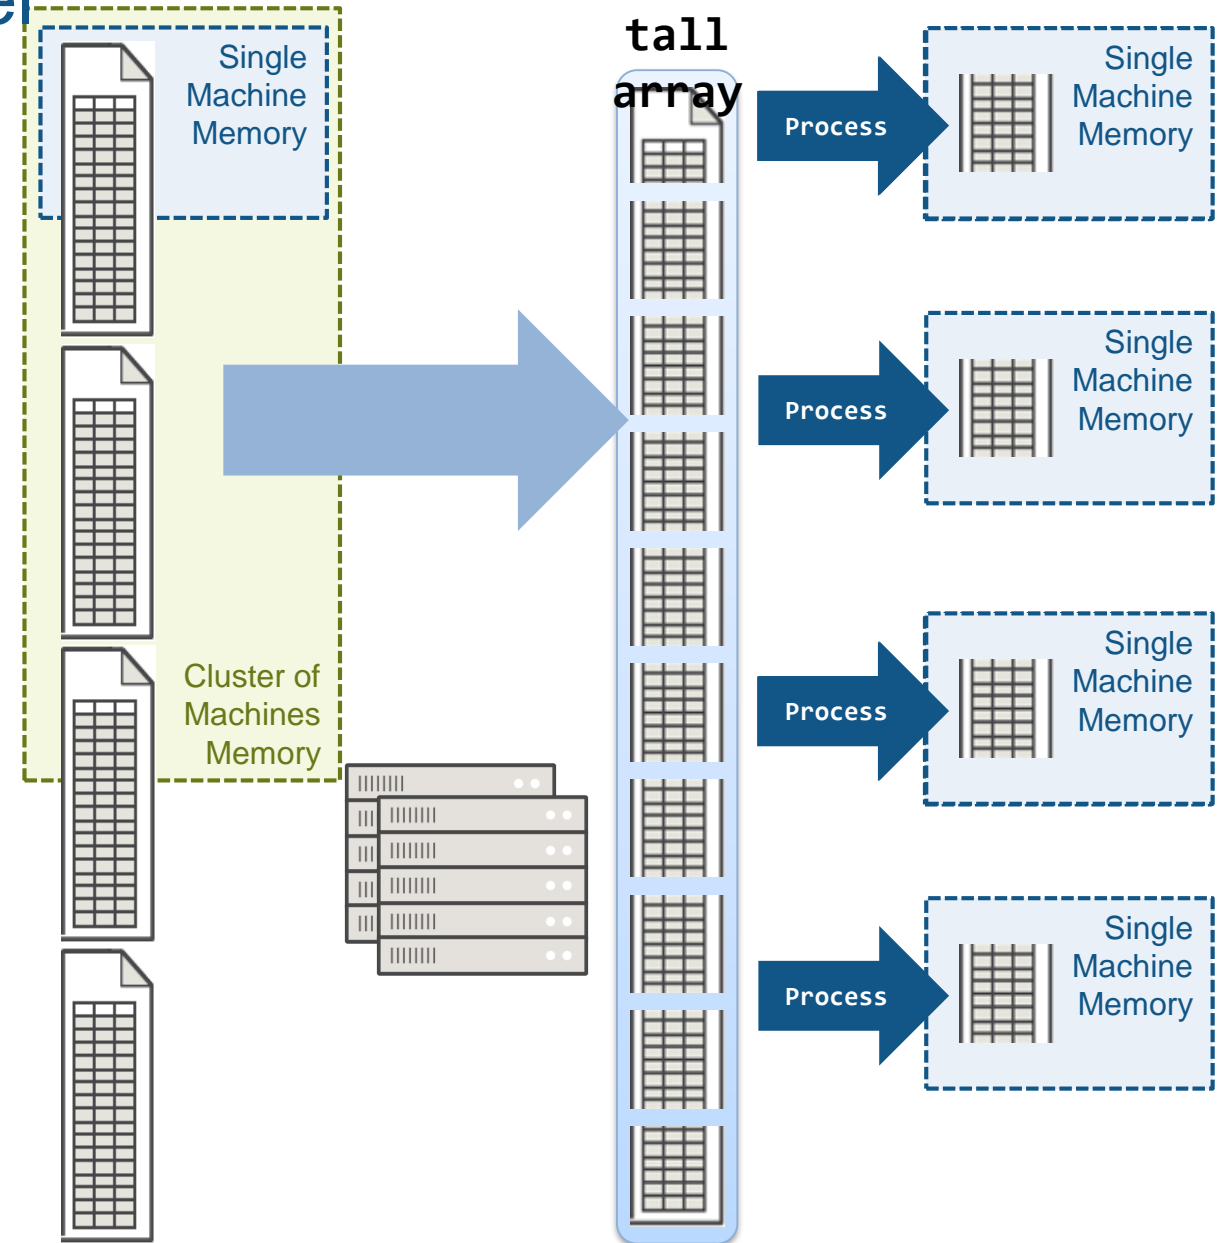 Single
Machine
Memory
Cluster of
Machines
Memory
tall
array
Process
Single
Machine
Memory
Process
Single
Machine
Memory
Process
Single
Machine
Memory
Process
Single
Machine
Memory